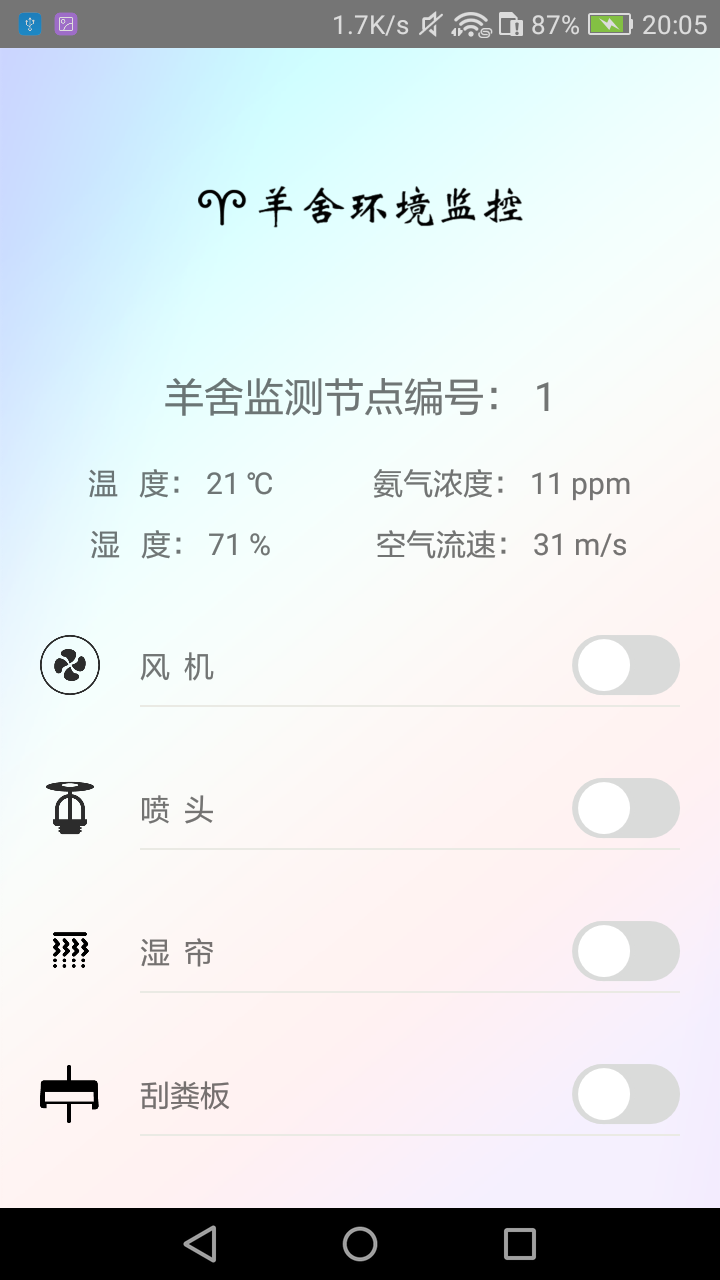 1.7K/s 87% 20:05
羊舍环境监控
羊舍监测节点编号： 1
温 度： 21 ℃ 氨气浓度： 11 ppm
湿 度： 71 % 空气流速： 31 m/s
风 机
喷 头
湿 帘
刮粪板